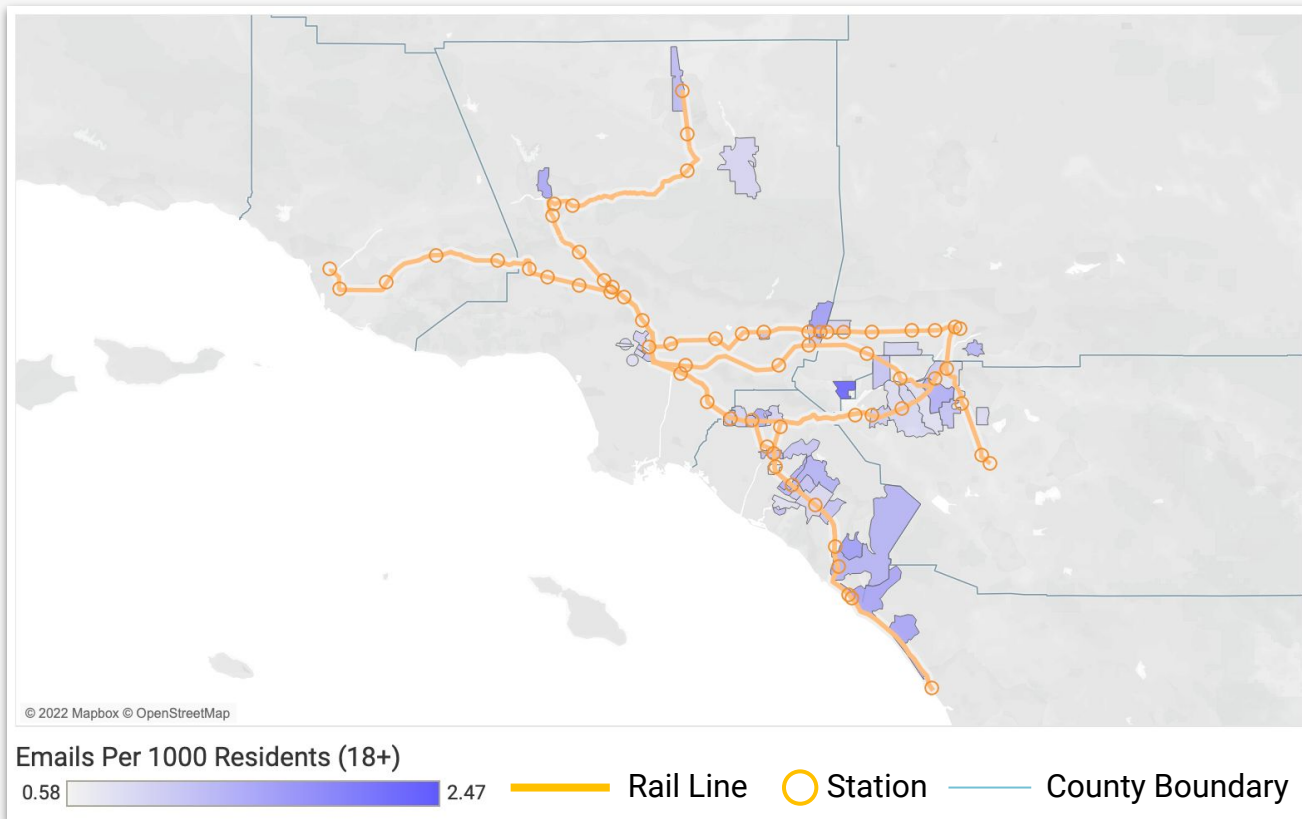 © 2022 Mapbox © OpenStreetMap
Emails Per 1000 Residents (18+)
0.58 2.47 Rail Line Station County Boundary